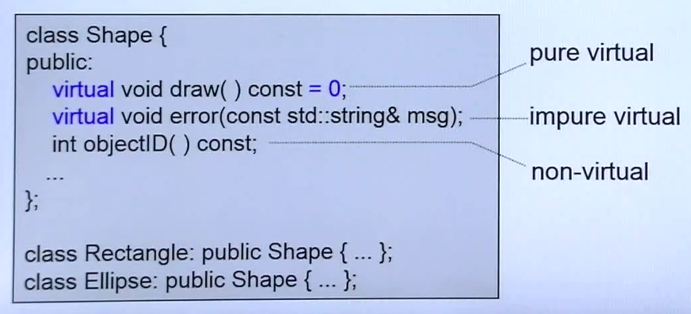 class Shape {
public:
virtual void draw( ) const = 0;
pure virtual
virtual void error(const std::string& msg);
impure virtual
int objectID( ) const;
non-virtual
...
};
class Rectangle: public Shape { ... };
class Ellipse: public Shape { ... };